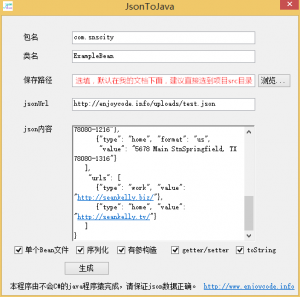 JsonToJava
包名 com.snscity
类名 ExampleBean
保存路径 选填，默认在我的文档下面，建议直接选到项目src目录 浏览...
jsonUrl http://enjoycode.info/uploads/test.json
json内容
78080-1216"},
{"type": "home", "format": "us",
"value": "5678 Main StnSpringfield, TX
78080-1316"]
],
"urls": [
{"type": "work", "value":
"http://seankelly.biz/"},
{"type": "home", "value":
"http://seankelly.tv/"]
]
单个Bean文件 序列化 有参构造 getter/setter toString
生成
本程序由不会C#的java程序猿完成，请保证json数据正确。 http://www.enjoycode.info